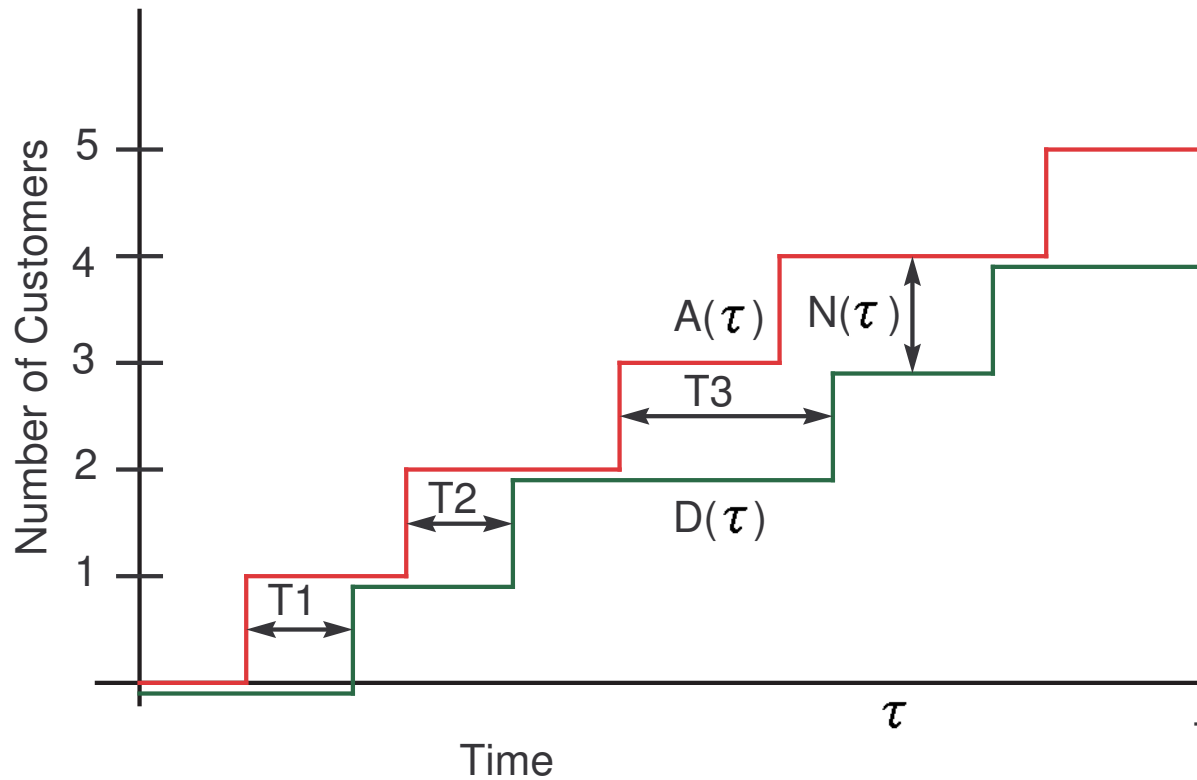 Number of Customers
5
4
3
2
1
A(τ)
N(τ)
T3
T2
D(τ)
T1
τ
Time